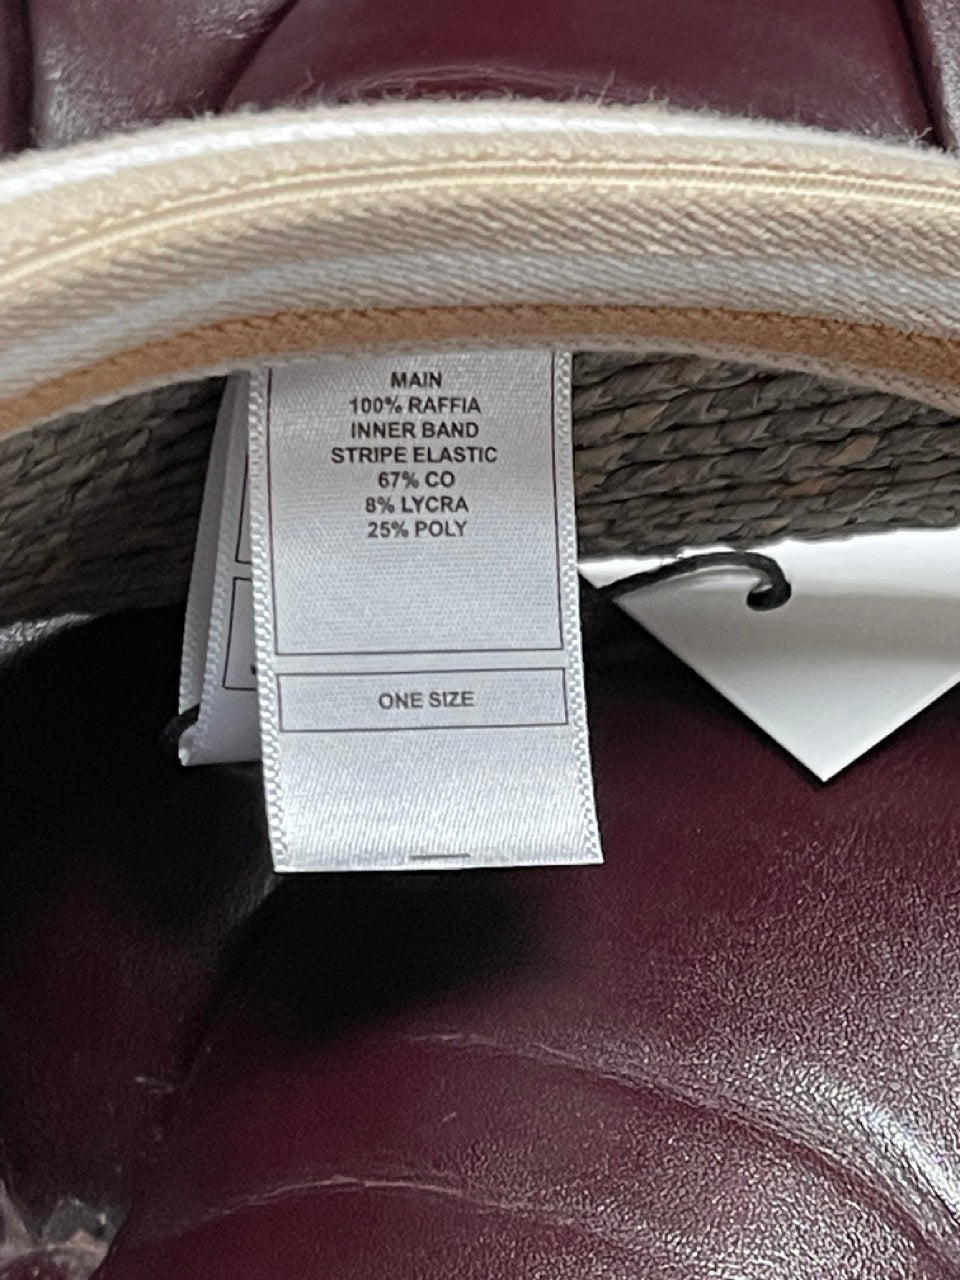 MAIN
100% RAFFIA
INNER BAND
STRIPE ELASTIC
67% CO
8% LYCRA
25% POLY
ONE SIZE